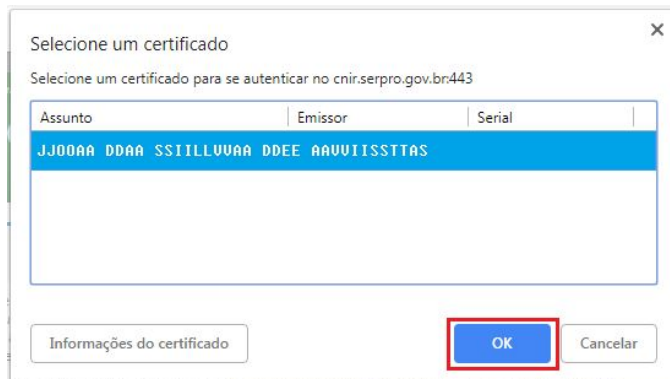 Selecione um certificado
Selecione um certificado para se autenticar no cnir.serpro.gov.br:443
Assunto Emissor Serial
JJOOAA DDAA SSIILLVVAA DDEE AAVVIISSTTAS
Informações do certificado OK Cancelar